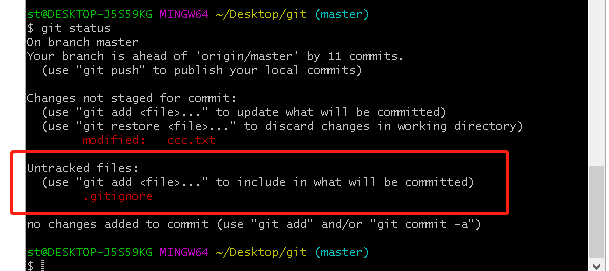 st@DESKTOP-J5S59KG MINGW64 ~/Desktop/git (master)
$ git status
On branch master
Your branch is ahead of 'origin/master' by 11 commits.
  (use "git push" to publish your local commits)

Changes not staged for commit:
  (use "git add <file>..." to update what will be committed)
  (use "git restore <file>..." to discard changes in working directory)
        modified:   ccc.txt

Untracked files:
  (use "git add <file>..." to include in what will be committed)
        .gitignore

no changes added to commit (use "git add" and/or "git commit -a")

st@DESKTOP-J5S59KG MINGW64 ~/Desktop/git (master)
$